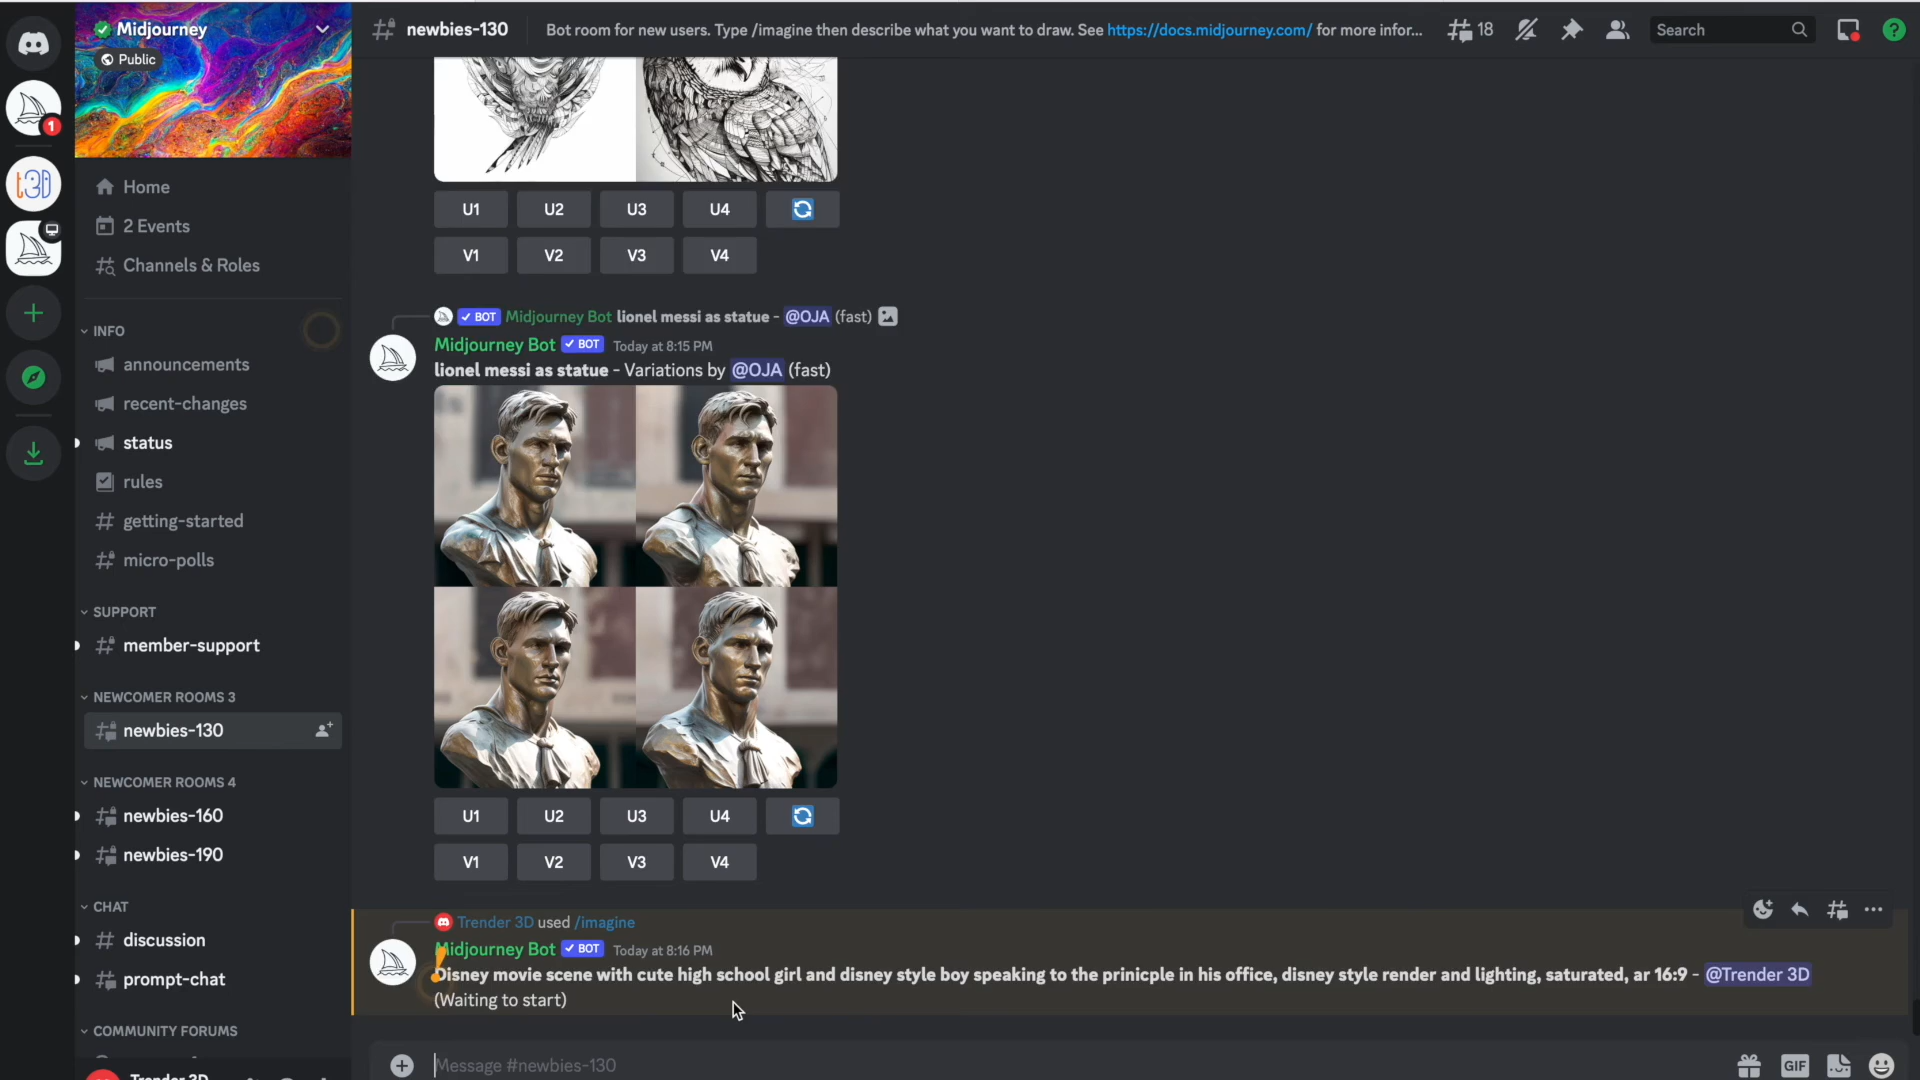 Midjourney
Public
newbies-130
Bot room for new users. Type /imagine then describe what you want to draw. See https://docs.midjourney.com/ for more infor...
18
Search
?
1
t3D
Home
2 Events
Channels & Roles
INFO
announcements
recent-changes
status
rules
getting-started
micro-polls
SUPPORT
member-support
NEWCOMER ROOMS 3
newbies-130
NEWCOMER ROOMS 4
newbies-160
newbies-190
CHAT
discussion
prompt-chat
COMMUNITY FORUMS
Trender 3D
U1 U2 U3 U4
V1 V2 V3 V4
BOT Midjourney Bot lionel messi as statue - @OJA (fast)
Midjourney Bot BOT Today at 8:15 PM
lionel messi as statue - Variations by @OJA (fast)
U1 U2 U3 U4
V1 V2 V3 V4
Trender 3D used /imagine
Midjourney Bot BOT Today at 8:16 PM
Disney movie scene with cute high school girl and disney style boy speaking to the prinicple in his office, disney style render and lighting, saturated, ar 16:9 - @Trender 3D
(Waiting to start)
Message #newbies-130
GIF